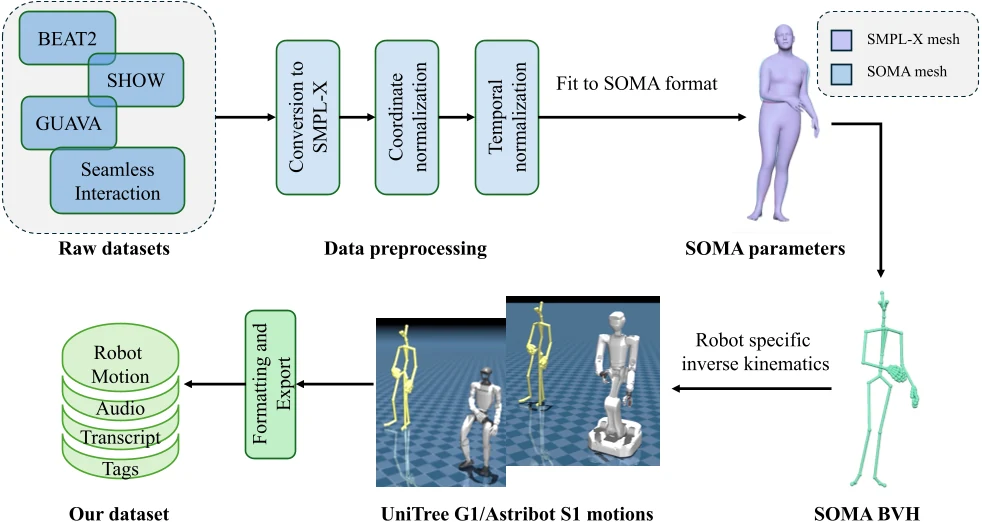 BEAT2
SHOW
GUAVA
Seamless
Interaction
Raw datasets
Conversion to
SMPL-X
Coordinate
normalization
Temporal
normalization
Data preprocessing
Fit to SOMA format
SMPL-X mesh
SOMA mesh
SOMA parameters
Robot specific
inverse kinematics
SOMA BVH
UniTree G1/Astribot S1 motions
Formatting and
Export
Robot
Motion
Audio
Transcript
Tags
Our dataset